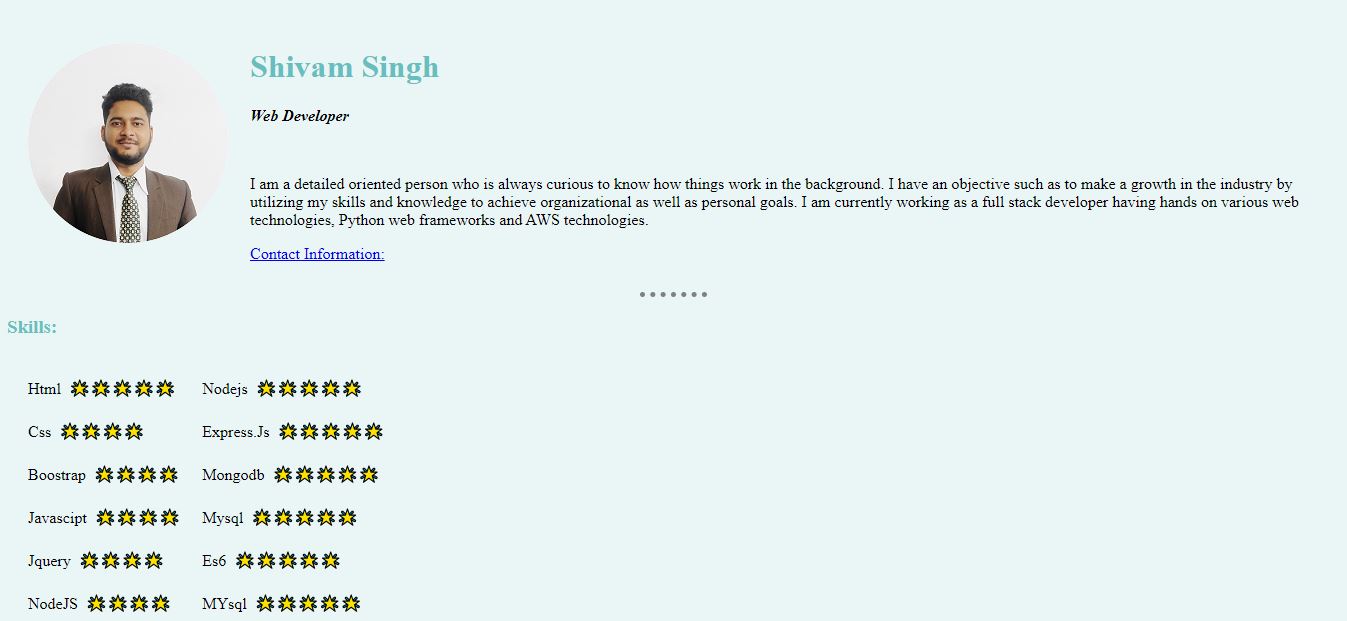 Shivam Singh
Web Developer
I am a detailed oriented person who is always curious to know how things work in the background. I have an objective such as to make a growth in the industry by
utilizing my skills and knowledge to achieve organizational as well as personal goals. I am currently working as a full stack developer having hands on various web
technologies, Python web frameworks and AWS technologies.
Contact Information:
Skills:
Html Nodejs
Css Express.Js
Boostrap Mongodb
Javascipt Mysql
Jquery Es6
NodeJS MYsql